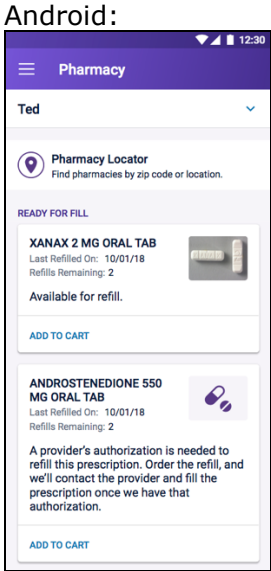 Android:
12:30
Pharmacy
Ted
Pharmacy Locator
Find pharmacies by zip code or location.
READY FOR FILL
XANAX 2 MG ORAL TAB
Last Refilled On: 10/01/18
Refills Remaining: 2
Available for refill.
ADD TO CART
ANDROSTENEDIONE 550
MG ORAL TAB
Last Refilled On: 10/01/18
Refills Remaining: 2
A provider's authorization is needed to
refill this prescription. Order the refill, and
we'll contact the provider and fill the
prescription once we have that
authorization.
ADD TO CART